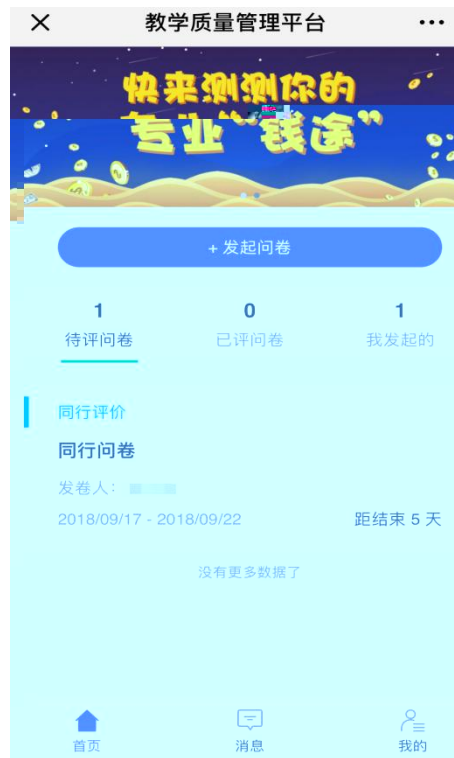 教学质量管理平台
快来测测你的
专业“钱途”
+ 发起问卷
1 0 1
待评问卷 已评问卷 我发起的
同行评价
同行问卷
发卷人：
2018/09/17 - 2018/09/22 距结束 5 天
没有更多数据了
首页 消息 我的